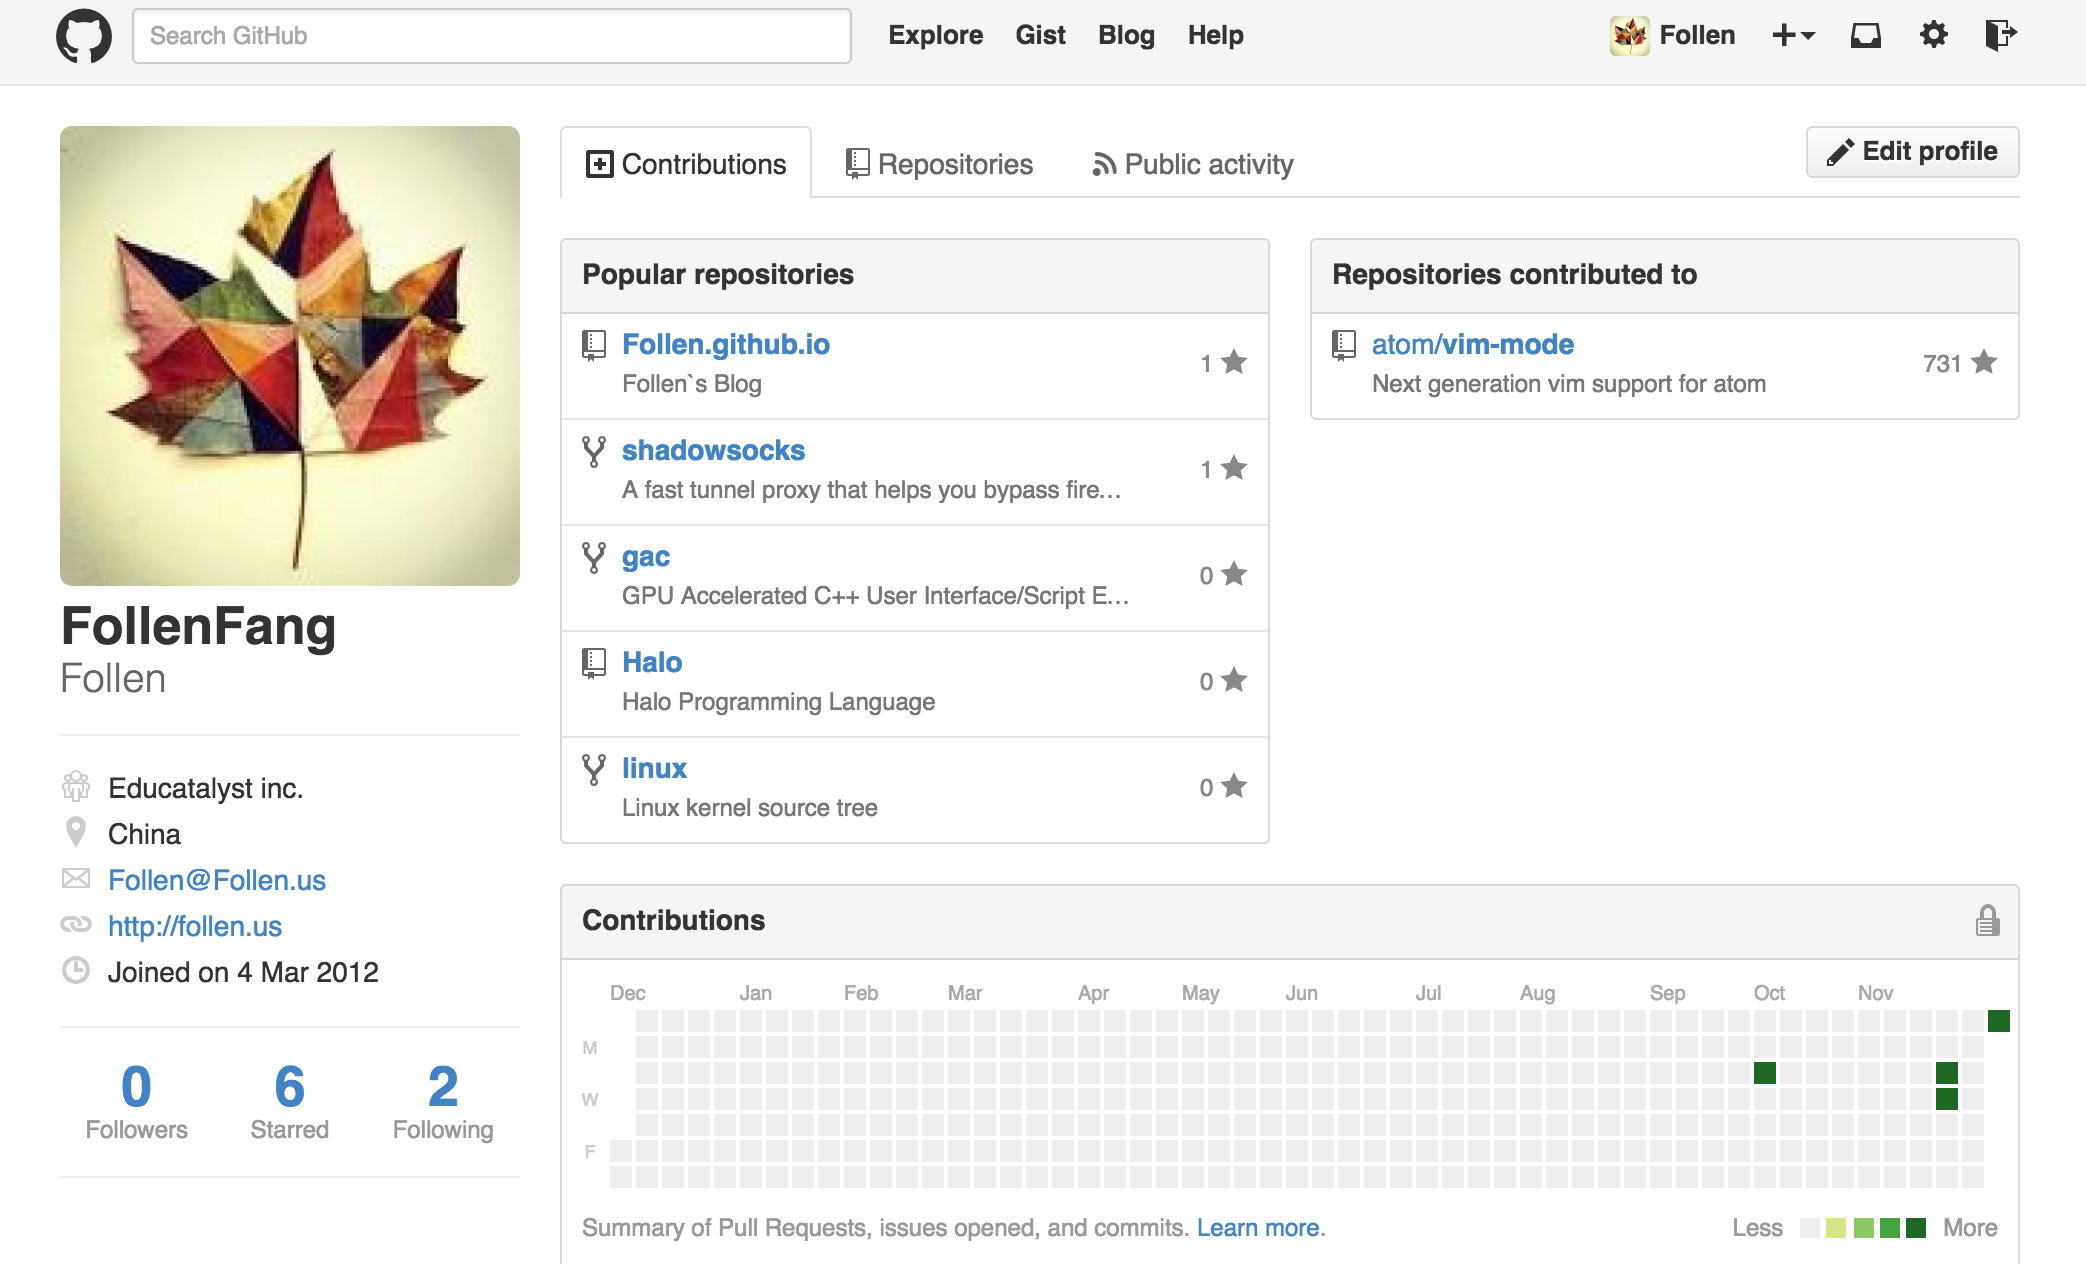 Search GitHub
Explore Gist Blog Help
Follen
Contributions Repositories Public activity
Edit profile
FollenFang
Follen
Educatalyst inc.
China
Follen@Follen.us
http://follen.us
Joined on 4 Mar 2012
0 6 2
Followers Starred Following
Popular repositories
Follen.github.io
Follen`s Blog
1
shadowsocks
A fast tunnel proxy that helps you bypass fire…
1
gac
GPU Accelerated C++ User Interface/Script E…
0
Halo
Halo Programming Language
0
linux
Linux kernel source tree
0
Repositories contributed to
atom/vim-mode
Next generation vim support for atom
731
Contributions
Dec Jan Feb Mar Apr May Jun Jul Aug Sep Oct Nov
M
W
F
Summary of Pull Requests, issues opened, and commits. Learn more.
Less More